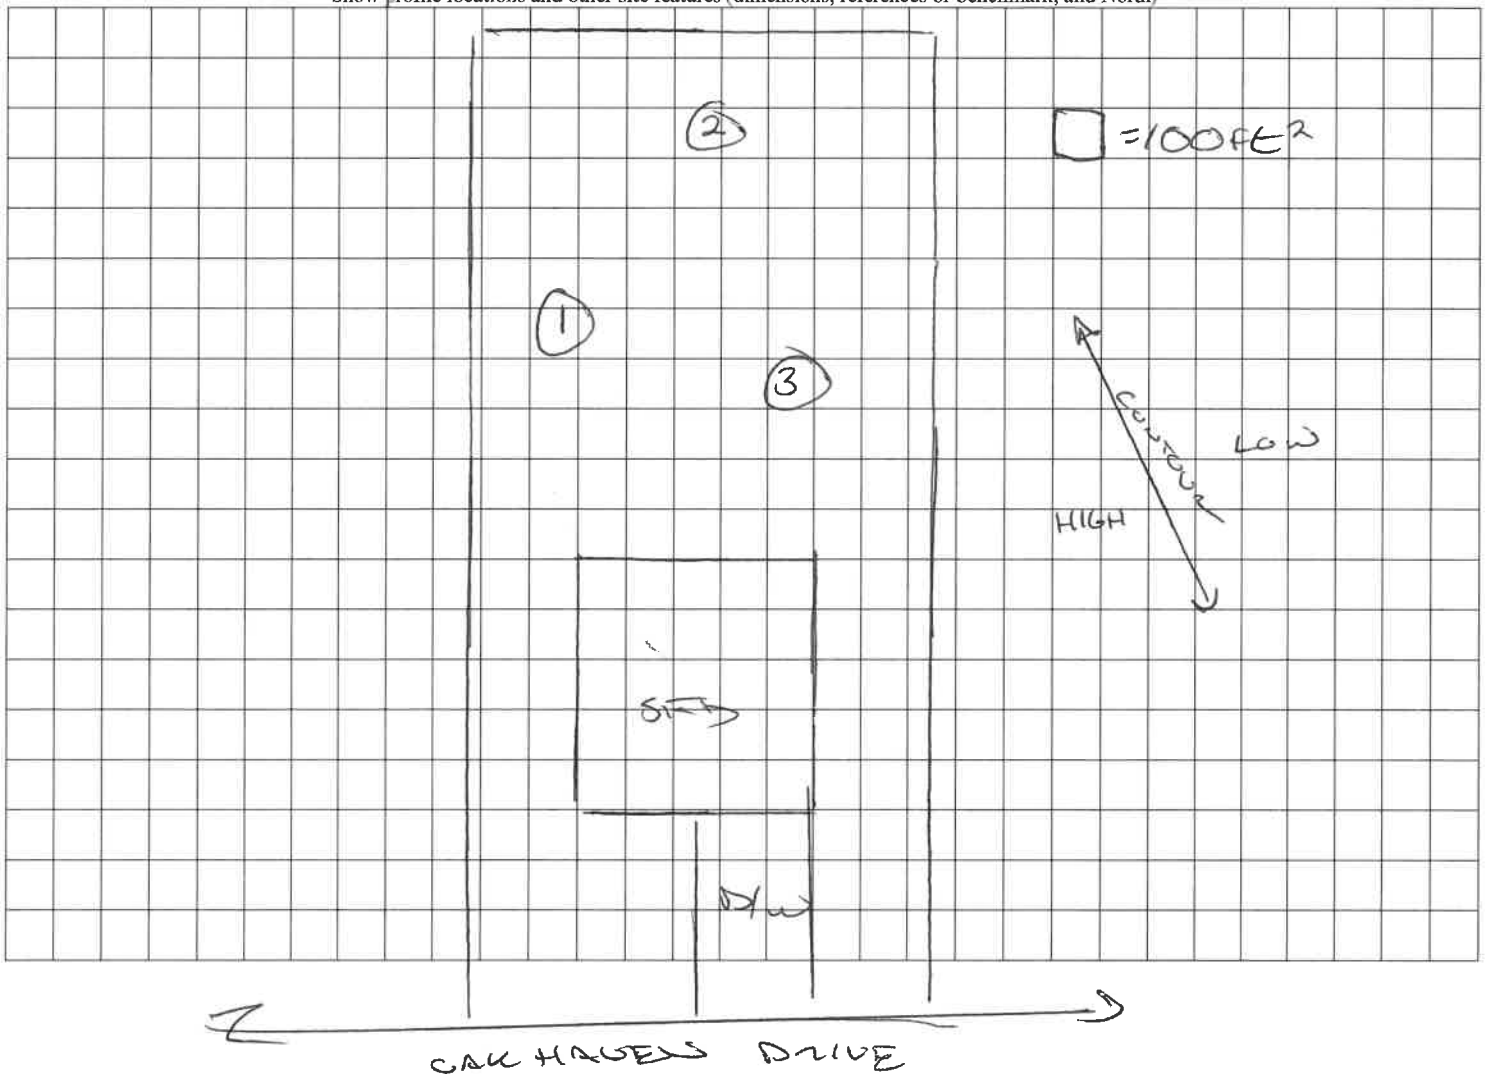 Show profile locations and other site features (dimensions, references or benchmark, and North)
2
=100FT²
1
3
CONTOUR
LOW
HIGH
SFD
D/W
OAK HAVEN DRIVE